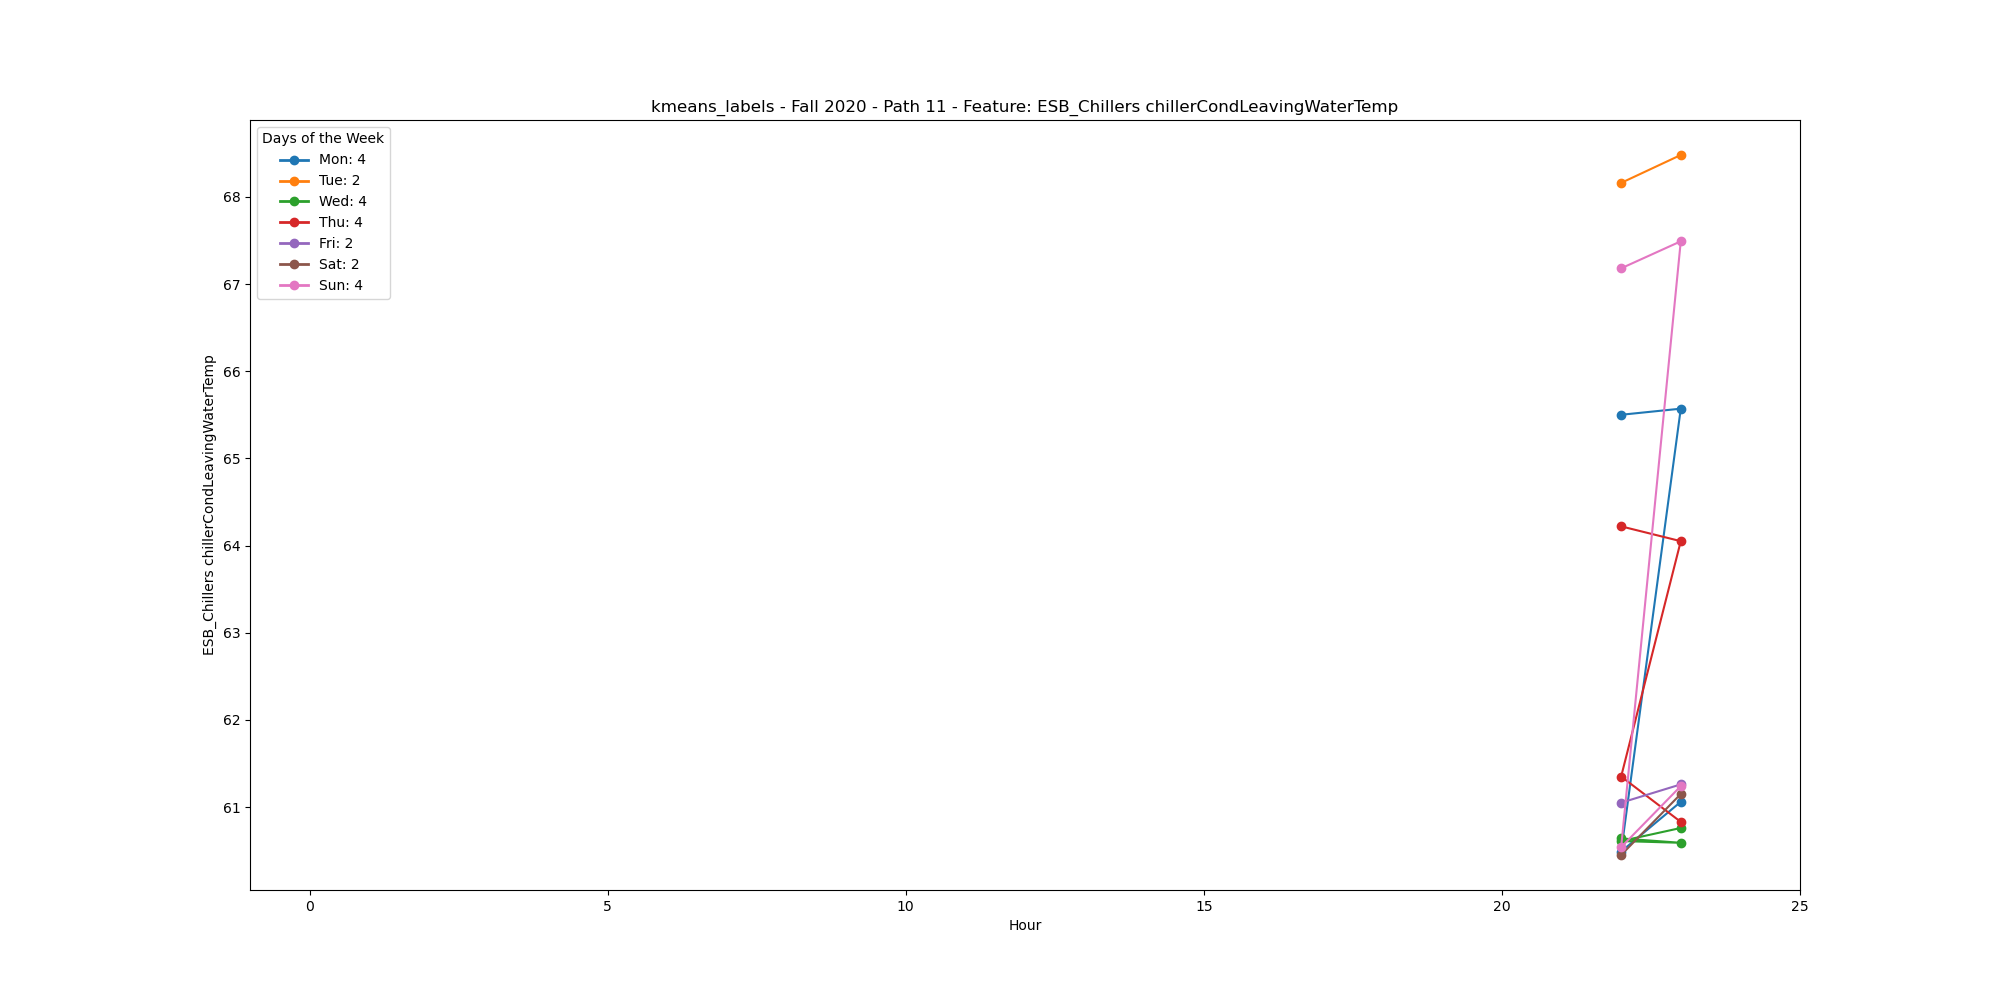 kmeans_labels - Fall 2020 - Path 11 - Feature: ESB_Chillers chillerCondLeavingWaterTemp
Days of the Week
Mon: 4
Tue: 2
Wed: 4
Thu: 4
Fri: 2
Sat: 2
Sun: 4
ESB_Chillers chillerCondLeavingWaterTemp
68
67
66
65
64
63
62
61
0 5 10 15 20 25
Hour